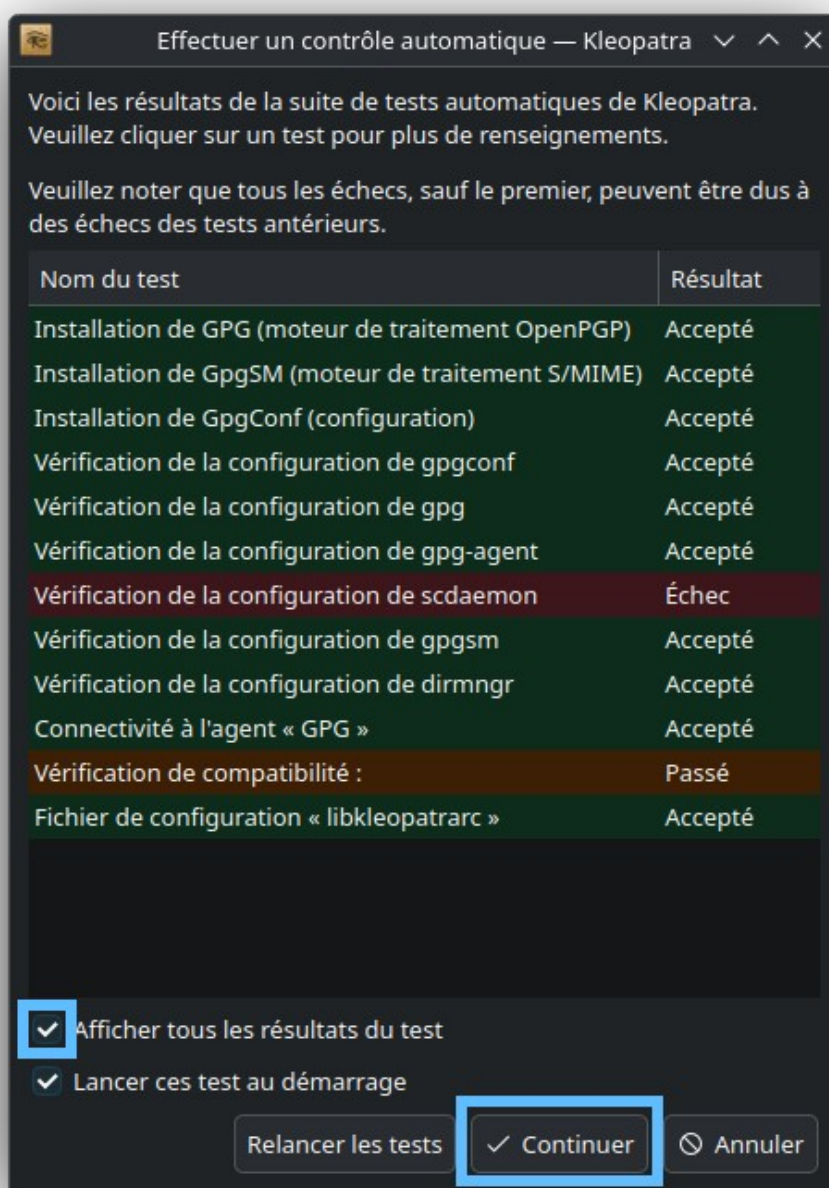 Effectuer un contrôle automatique — Kleopatra
Voici les résultats de la suite de tests automatiques de Kleopatra.
Veuillez cliquer sur un test pour plus de renseignements.
Veuillez noter que tous les échecs, sauf le premier, peuvent être dus à
des échecs des tests antérieurs.
Nom du test Résultat
Installation de GPG (moteur de traitement OpenPGP) Accepté
Installation de GpgSM (moteur de traitement S/MIME) Accepté
Installation de GpgConf (configuration) Accepté
Vérification de la configuration de gpgconf Accepté
Vérification de la configuration de gpg Accepté
Vérification de la configuration de gpg-agent Accepté
Vérification de la configuration de scdaemon Échec
Vérification de la configuration de gpgsm Accepté
Vérification de la configuration de dirmngr Accepté
Connectivité à l'agent « GPG » Accepté
Vérification de compatibilité : Passé
Fichier de configuration « libkleopatrarc » Accepté
Afficher tous les résultats du test
Lancer ces test au démarrage
Relancer les tests Continuer Annuler